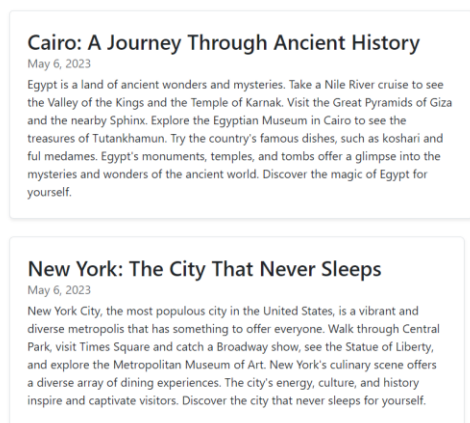 Cairo: A Journey Through Ancient History
May 6, 2023
Egypt is a land of ancient wonders and mysteries. Take a Nile River cruise to see
the Valley of the Kings and the Temple of Karnak. Visit the Great Pyramids of Giza
and the nearby Sphinx. Explore the Egyptian Museum in Cairo to see the
treasures of Tutankhamun. Try the country's famous dishes, such as koshari and
ful medames. Egypt's monuments, temples, and tombs offer a glimpse into the
mysteries and wonders of the ancient world. Discover the magic of Egypt for
yourself.
New York: The City That Never Sleeps
May 6, 2023
New York City, the most populous city in the United States, is a vibrant and
diverse metropolis that has something to offer everyone. Walk through Central
Park, visit Times Square and catch a Broadway show, see the Statue of Liberty,
and explore the Metropolitan Museum of Art. New York's culinary scene offers
a diverse array of dining experiences. The city's energy, culture, and history
inspire and captivate visitors. Discover the city that never sleeps for yourself.